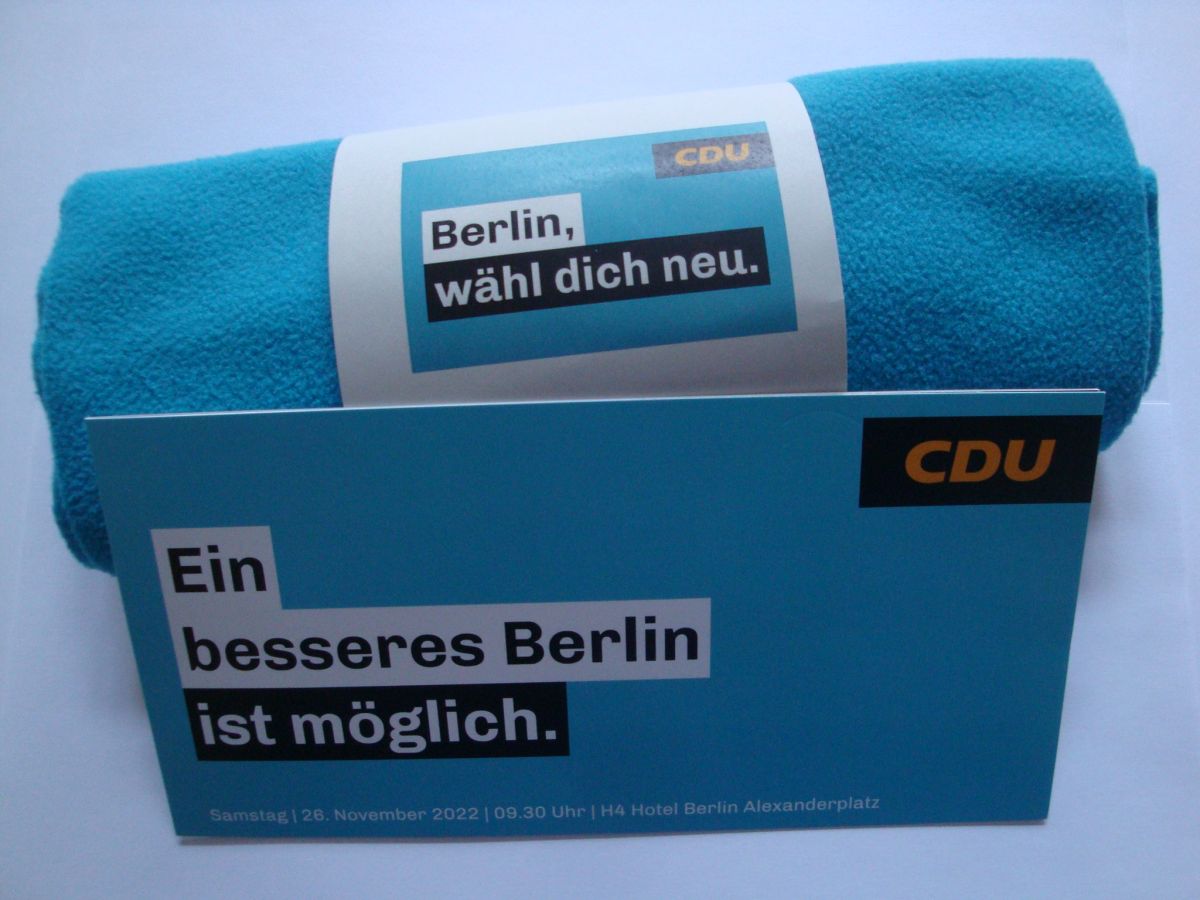 CDU
Berlin,
wähl dich neu.
CDU
Ein
besseres Berlin
ist möglich.
Samstag | 26. November 2022 | 09.30 Uhr | H4 Hotel Berlin Alexanderplatz